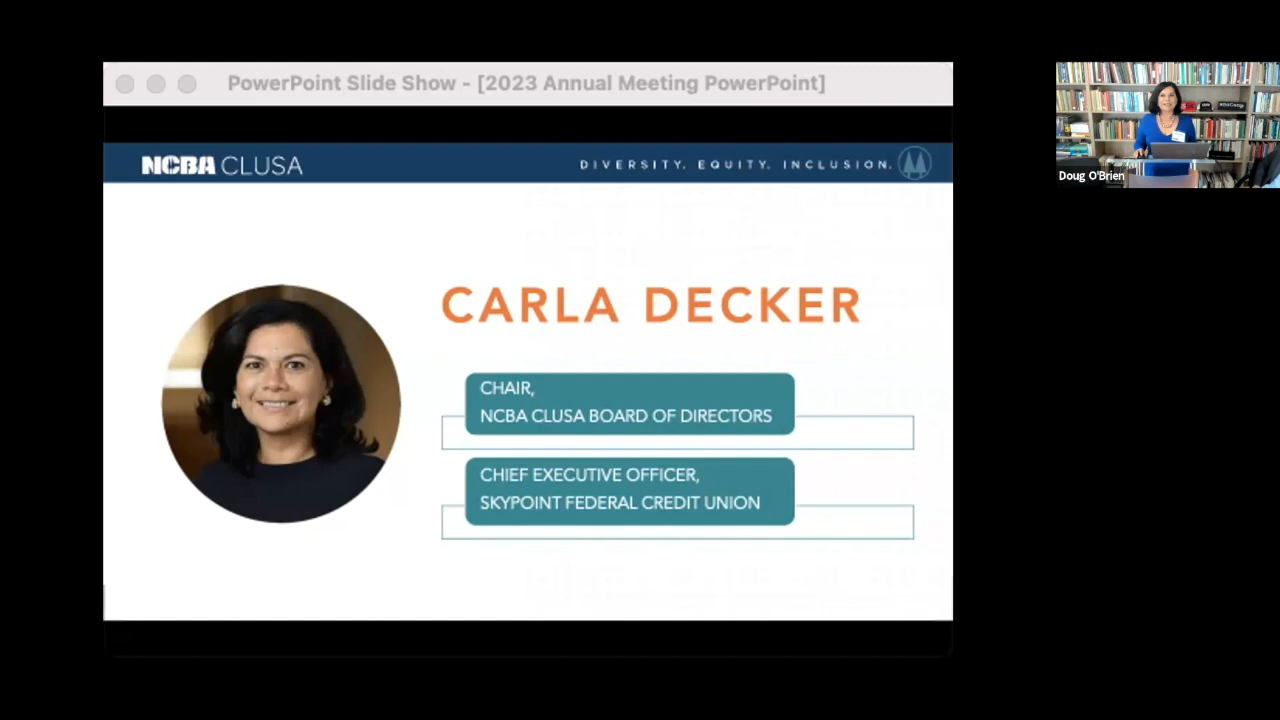 PowerPoint Slide Show - [2023 Annual Meeting PowerPoint]
NCBA CLUSA
DIVERSITY. EQUITY. INCLUSION.
CARLA DECKER
CHAIR,
NCBA CLUSA BOARD OF DIRECTORS
CHIEF EXECUTIVE OFFICER,
SKYPOINT FEDERAL CREDIT UNION
Doug O'Brien